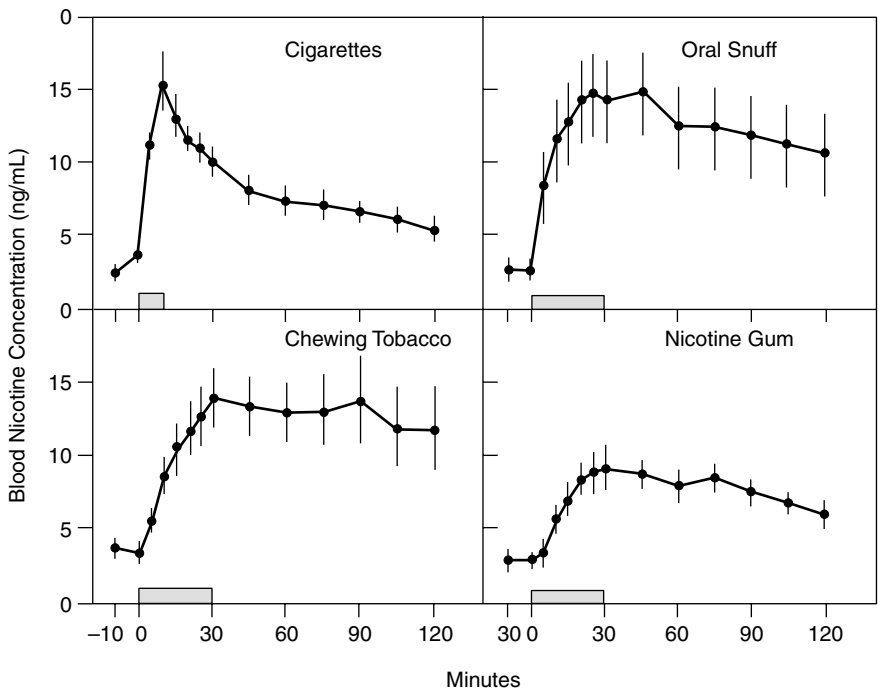 0
Cigarettes
Oral Snuff
15
10
5
0
Chewing Tobacco
Nicotine Gum
15
10
5
0
–10 0 30 60 90 120
30 0 30 60 90 120
Blood Nicotine Concentration (ng/mL)
Minutes